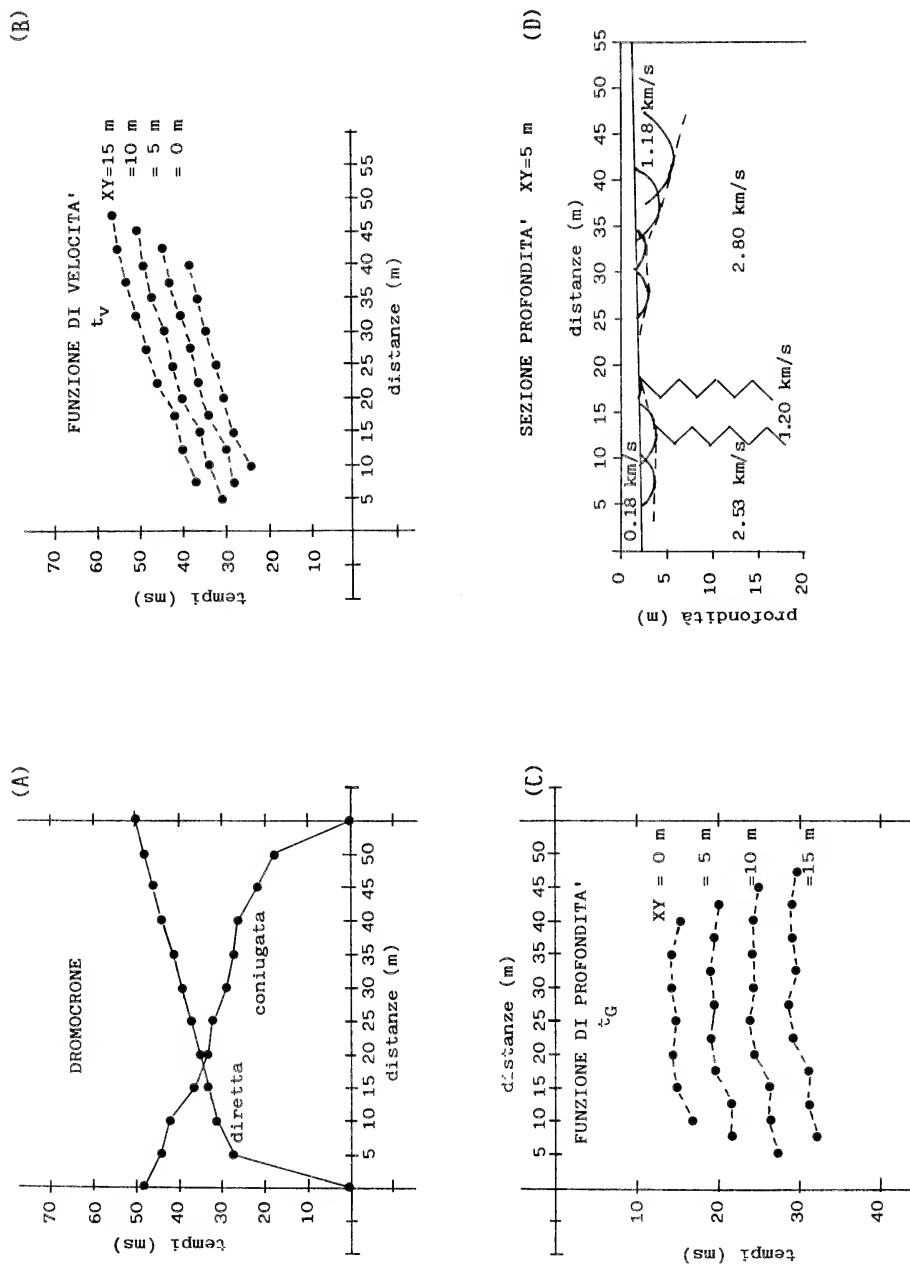 (A)
DROMOCRONE
70
60
50
40
30
20
10
tempi (ms)
diretta
coniugata
5 10 15 20 25 30 35 40 45 50
distanze (m)
(B)
FUNZIONE DI VELOCITA'
tV
XY=15 m
=10 m
= 5 m
= 0 m
70
60
50
40
30
20
10
tempi (ms)
5 10 15 20 25 30 35 40 45 50 55
distanze (m)
(C)
distanze (m)
5 10 15 20 25 30 35 40 45 50
FUNZIONE DI PROFONDITA'
tG
XY = 0 m
= 5 m
=10 m
=15 m
10
20
30
40
tempi (ms)
(D)
SEZIONE PROFONDITA' XY=5 m
distanze (m)
5 10 15 20 25 30 35 40 45 50 55
0
5
10
15
20
profondità (m)
0.18 km/s
1.18 km/s
2.53 km/s
2.80 km/s
1.20 km/s